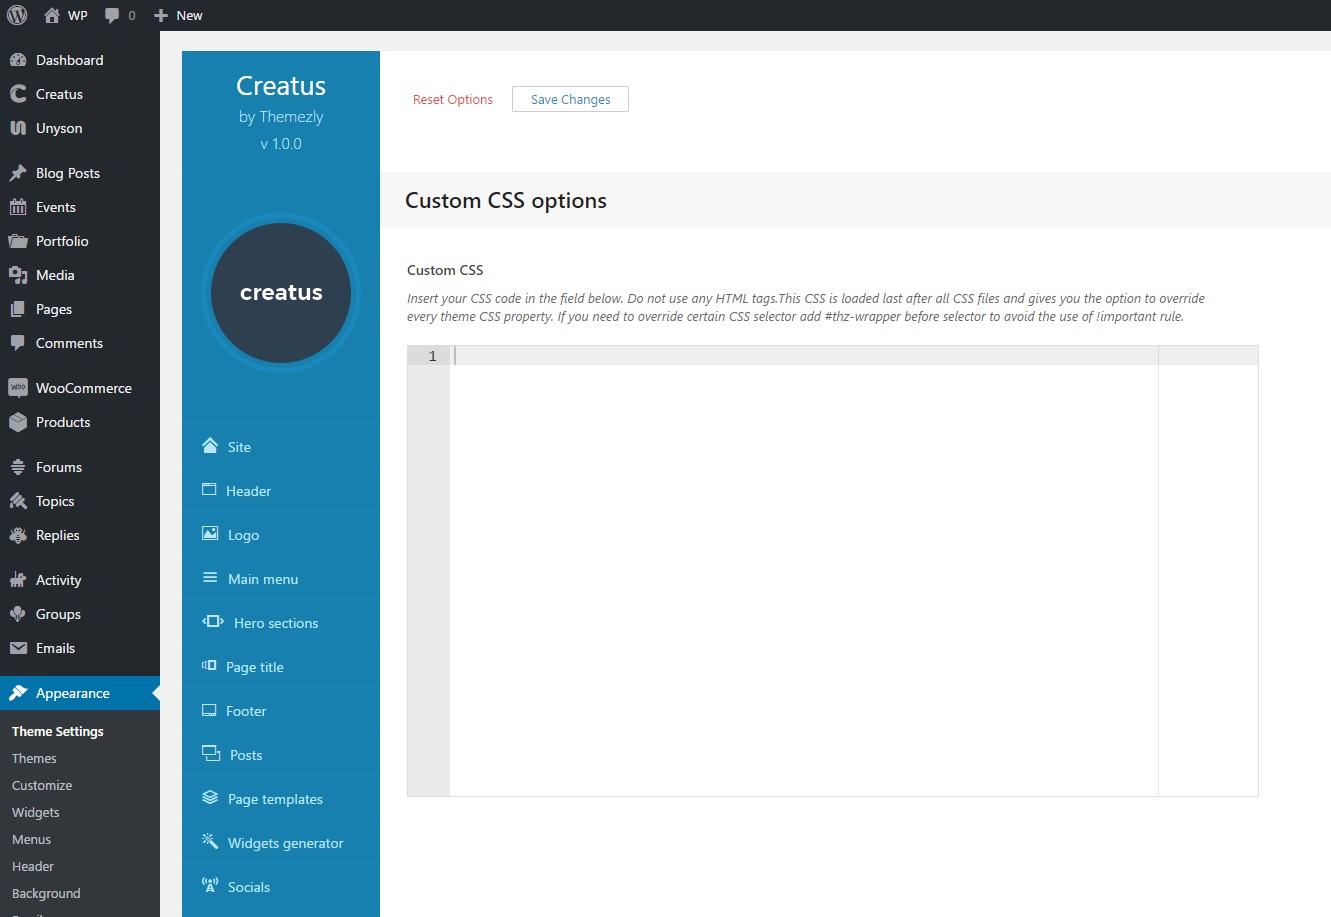 WP 0 New
Dashboard
Creatus
Unyson
Blog Posts
Events
Portfolio
Media
Pages
Comments
WOO WooCommerce
Products
Forums
Topics
Replies
Activity
Groups
Emails
Appearance
Theme Settings
Themes
Customize
Widgets
Menus
Header
Background
Creatus
by Themezly
v 1.0.0
creatus
Site
Header
Logo
Main menu
Hero sections
Page title
Footer
Posts
Page templates
Widgets generator
Socials
Reset Options Save Changes
Custom CSS options
Custom CSS
Insert your CSS code in the field below. Do not use any HTML tags.This CSS is loaded last after all CSS files and gives you the option to override
every theme CSS property. If you need to override certain CSS selector add #thz-wrapper before selector to avoid the use of !important rule.
1